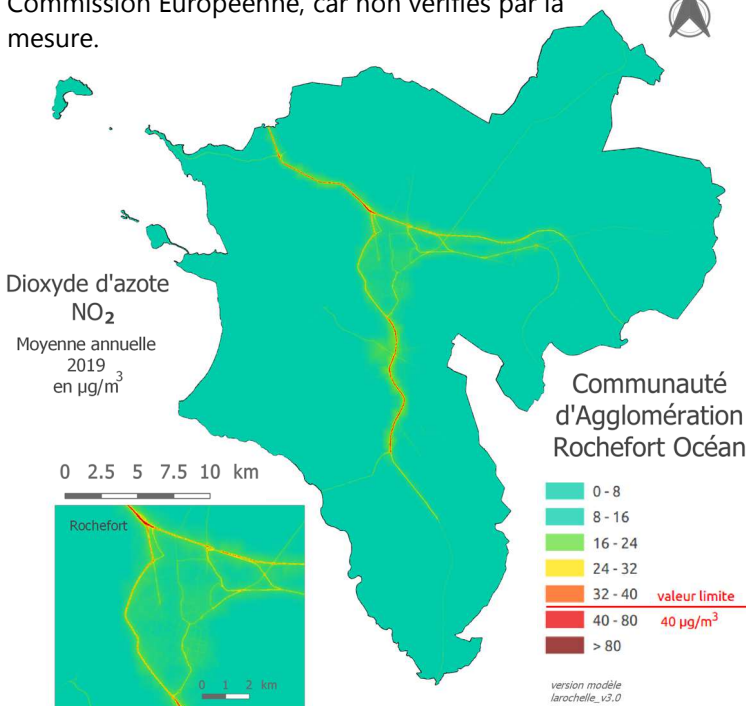 Commission Européenne, car non vérifiés par la
mesure.
Dioxyde d'azote
NO₂
Moyenne annuelle
2019
en µg/m³
Communauté
d'Agglomération
Rochefort Océan
0 2.5 5 7.5 10 km
Rochefort
0 1 2 km
0 - 8
8 - 16
16 - 24
24 - 32
32 - 40 valeur limite
40 - 80 40 µg/m³
> 80
version modèle
larochelle_v3.0